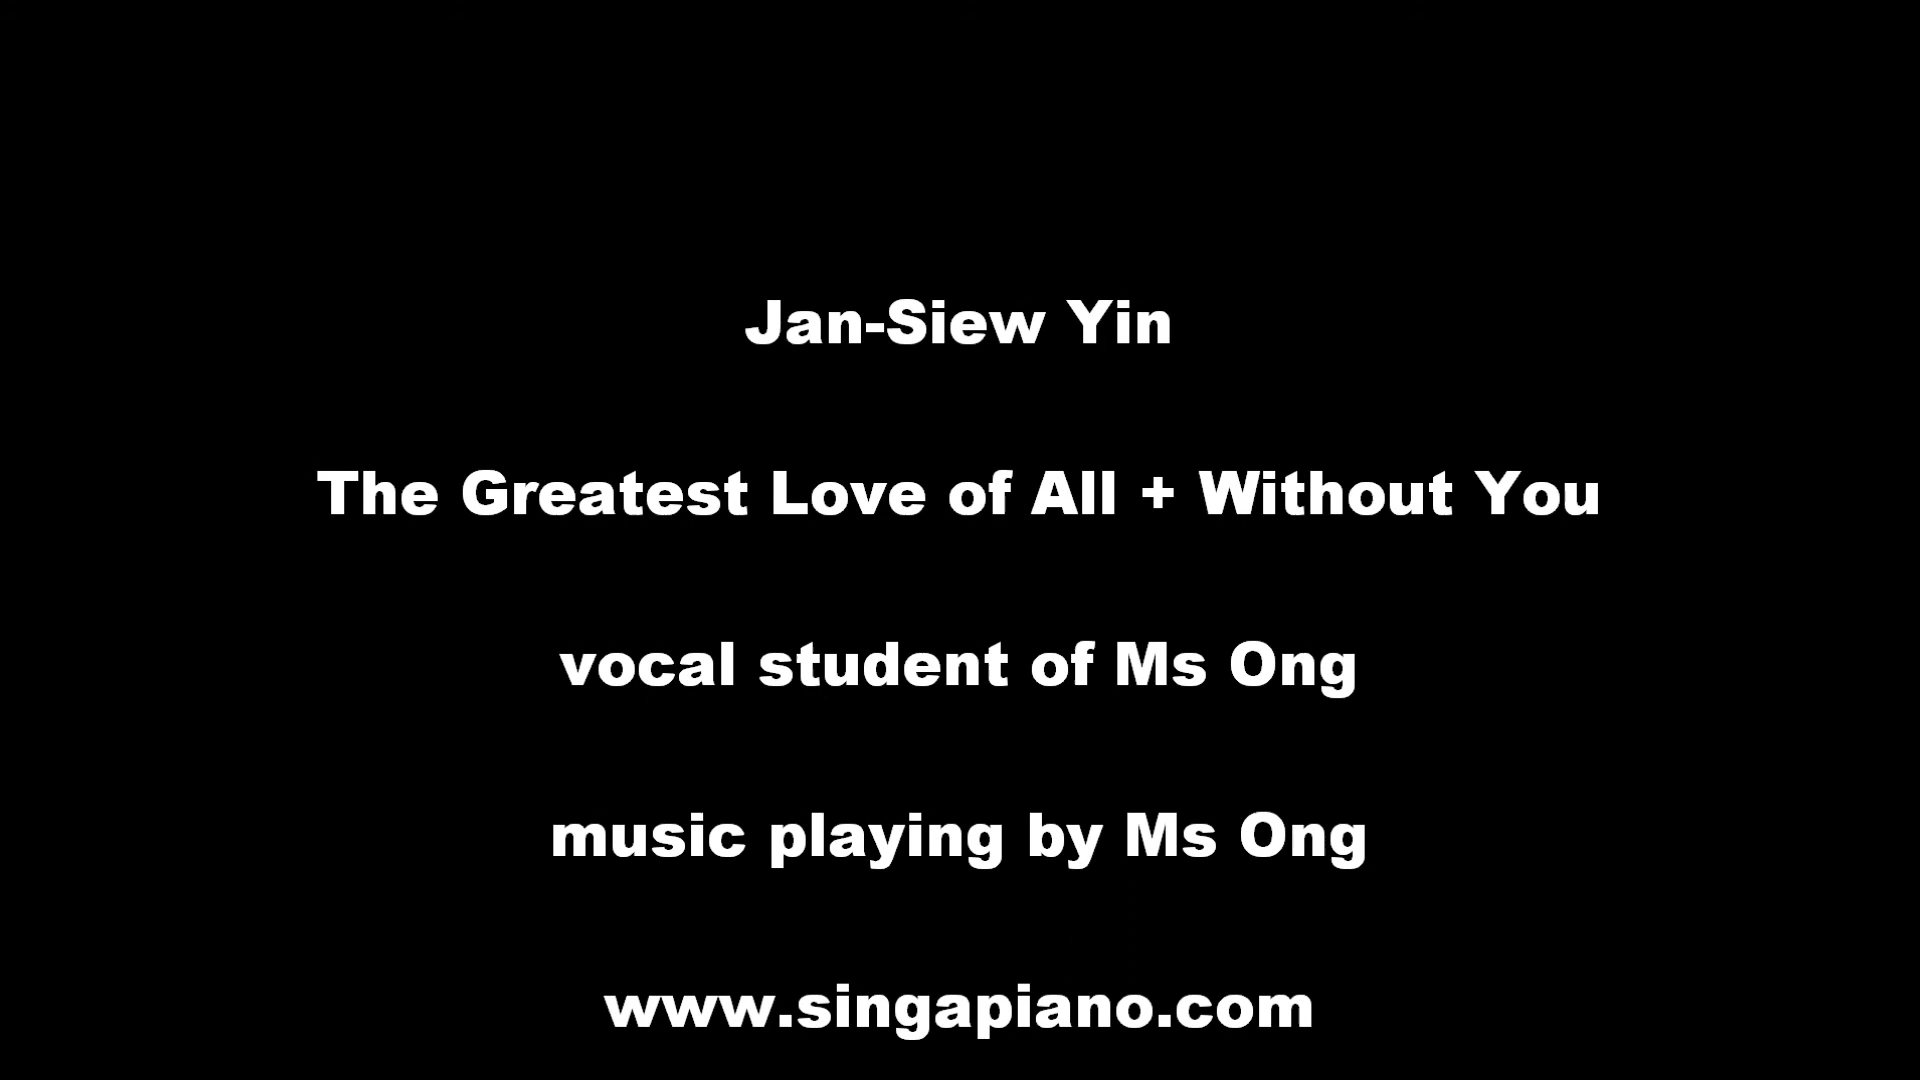 Jan-Siew Yin
The Greatest Love of All + Without You
vocal student of Ms Ong
music playing by Ms Ong
www.singapiano.com